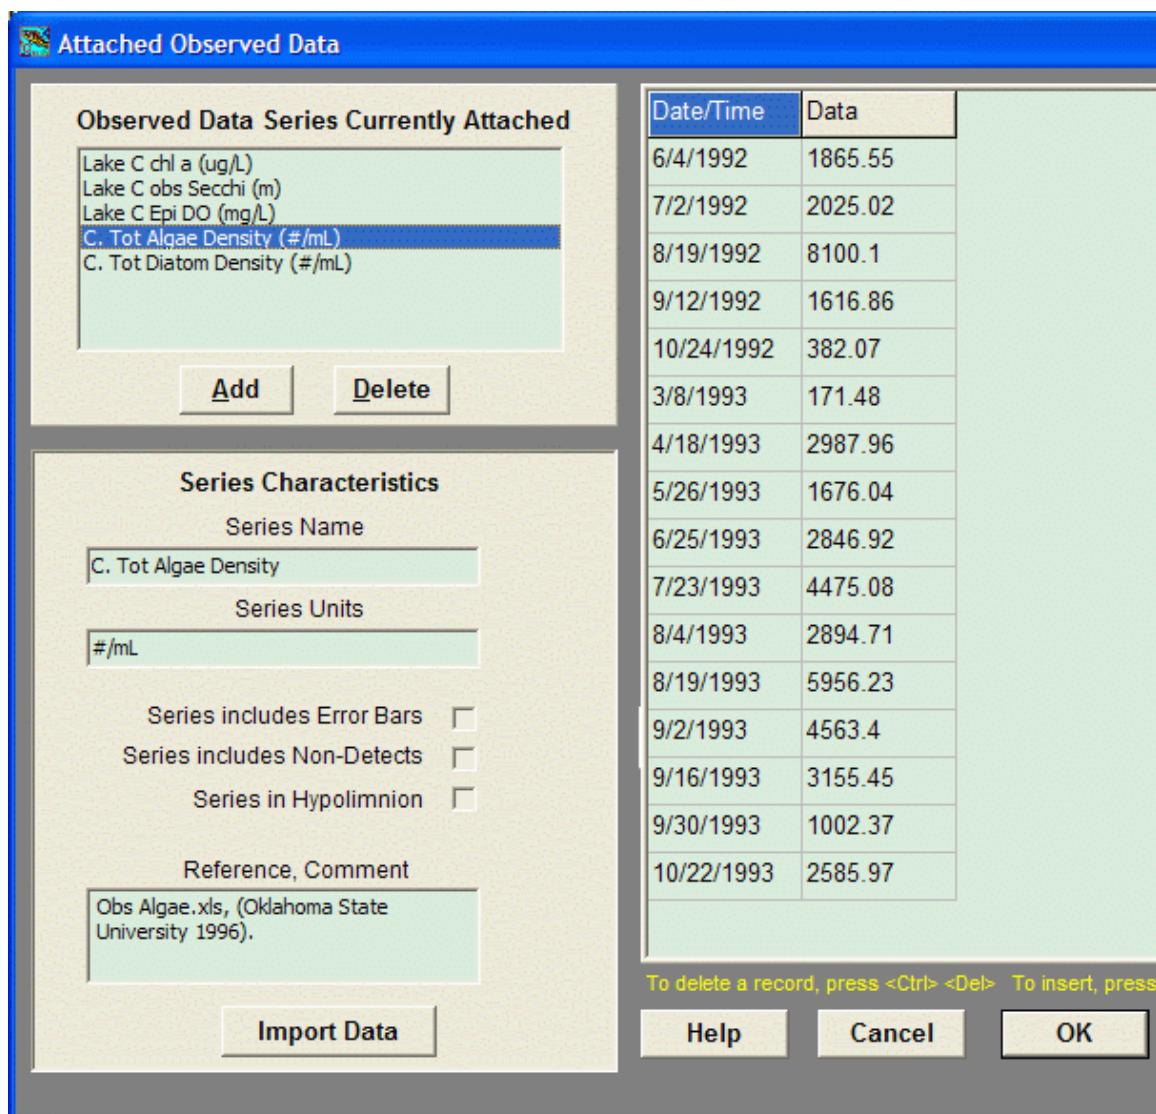 Attached Observed Data
Observed Data Series Currently Attached
Lake C chl a (ug/L)
Lake C obs Secchi (m)
Lake C Epi DO (mg/L)
C. Tot Algae Density (#/mL)
C. Tot Diatom Density (#/mL)
Add Delete
Series Characteristics
Series Name
C. Tot Algae Density
Series Units
#/mL
Series includes Error Bars
Series includes Non-Detects
Series in Hypolimnion
Reference, Comment
Obs Algae.xls, (Oklahoma State
University 1996).
Import Data
Date/Time Data
6/4/1992 1865.55
7/2/1992 2025.02
8/19/1992 8100.1
9/12/1992 1616.86
10/24/1992 382.07
3/8/1993 171.48
4/18/1993 2987.96
5/26/1993 1676.04
6/25/1993 2846.92
7/23/1993 4475.08
8/4/1993 2894.71
8/19/1993 5956.23
9/2/1993 4563.4
9/16/1993 3155.45
9/30/1993 1002.37
10/22/1993 2585.97
To delete a record, press <Ctrl> <Del> To insert, press
Help Cancel OK